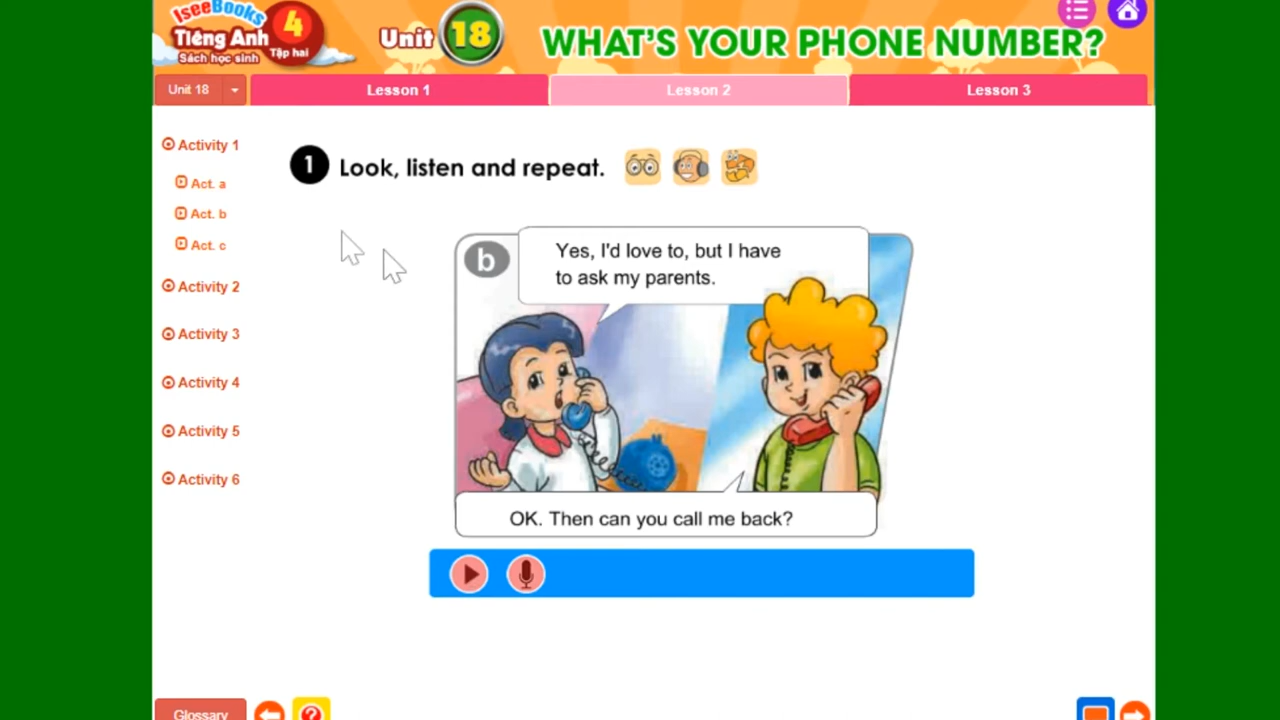 IseeBooks
Tiếng Anh 4
Tập hai
Sách học sinh
Unit 18
WHAT'S YOUR PHONE NUMBER?
Unit 18
Lesson 1
Lesson 2
Lesson 3
Activity 1
Act. a
Act. b
Act. c
Activity 2
Activity 3
Activity 4
Activity 5
Activity 6
1 Look, listen and repeat.
b
Yes, I'd love to, but I have
to ask my parents.
OK. Then can you call me back?
Glossary
?